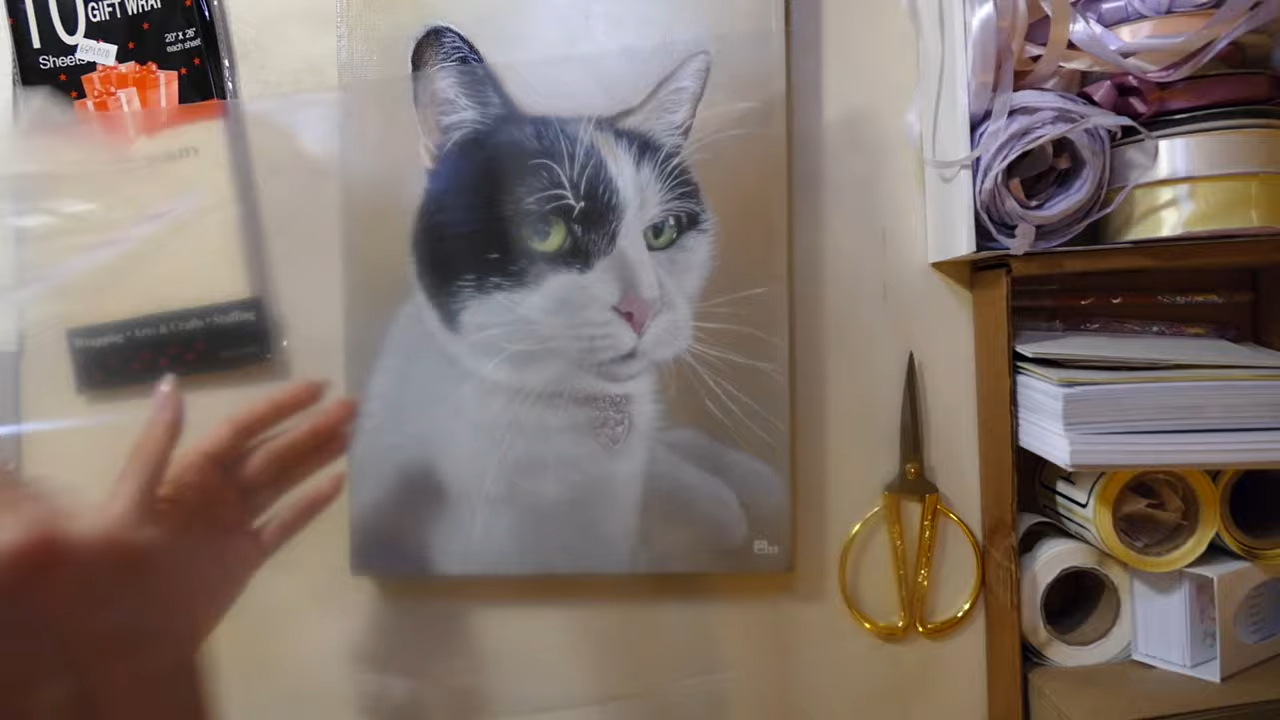 10
GIFT WRAP
Sheets
20" X 26"
each sheet
Wrapping • Arts & Crafts • Stuffing